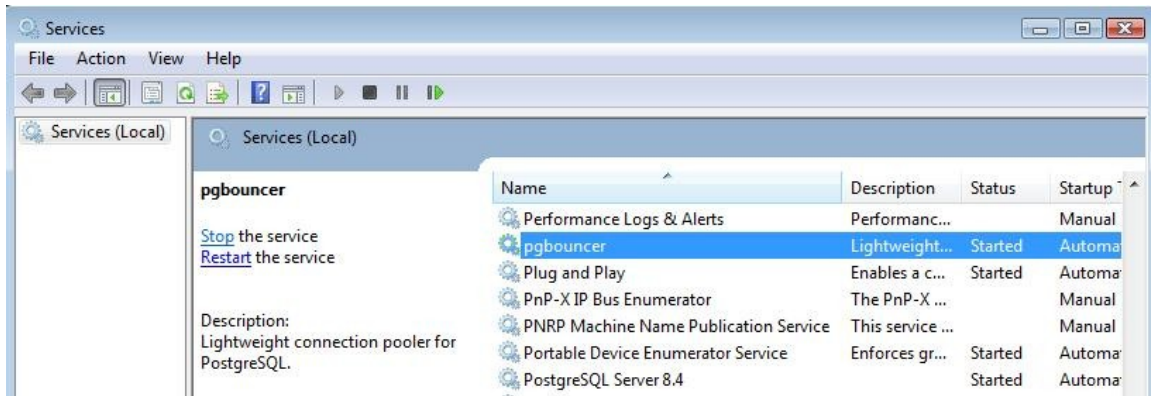 Services
File Action View Help
Services (Local)
Services (Local)
pgbouncer
Stop the service
Restart the service
Description:
Lightweight connection pooler for
PostgreSQL.
Name Description Status Startup T
Performance Logs & Alerts Performanc... Manual
pgbouncer Lightweight... Started Automa
Plug and Play Enables a c... Started Automa
PnP-X IP Bus Enumerator The PnP-X ... Manual
PNRP Machine Name Publication Service This service ... Manual
Portable Device Enumerator Service Enforces gr... Started Automa
PostgreSQL Server 8.4 Started Automa